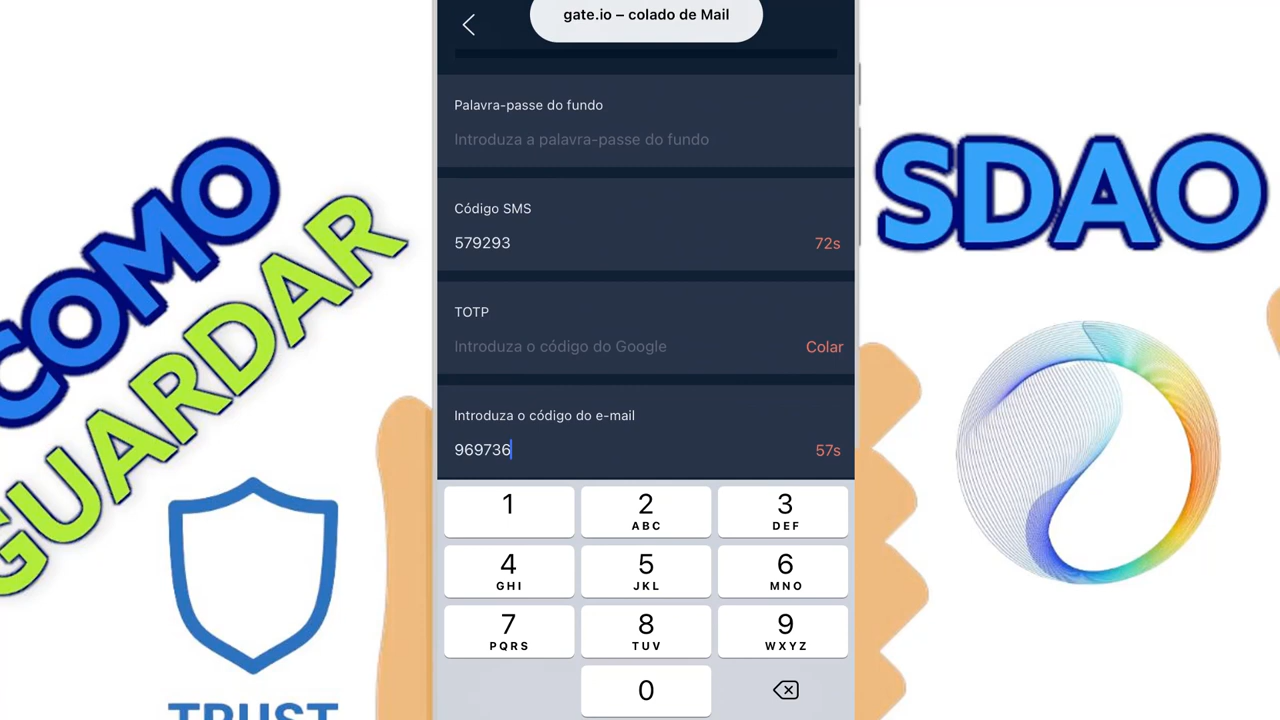 gate.io – colado de Mail
Palavra-passe do fundo
Introduza a palavra-passe do fundo
Código SMS
579293 72s
TOTP
Introduza o código do Google Colar
Introduza o código do e-mail
969736 57s
1
2 ABC
3 DEF
4 GHI
5 JKL
6 MNO
7 PQRS
8 TUV
9 WXYZ
0
COMO
GUARDAR
TRUST
SDAO